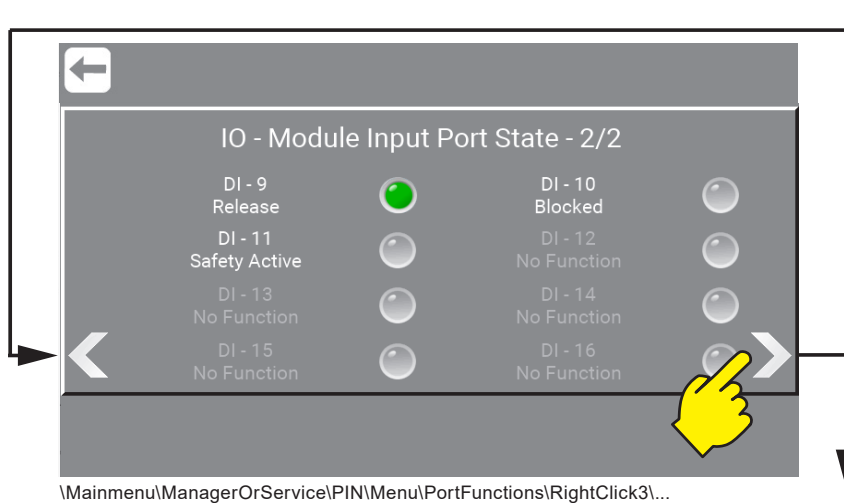 IO - Module Input Port State - 2/2
DI - 9
Release
DI - 10
Blocked
DI - 11
Safety Active
DI - 12
No Function
DI - 13
No Function
DI - 14
No Function
DI - 15
No Function
DI - 16
No Function
\Mainmenu\ManagerOrService\PIN\Menu\PortFunctions\RightClick3\...